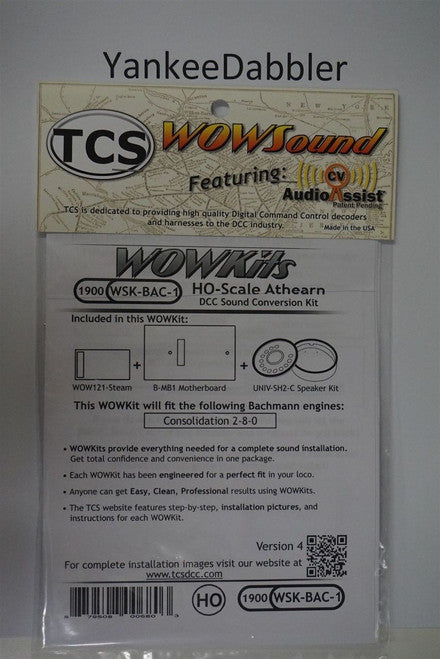 YankeeDabbler
TCS
WOWSound
Featuring:
CV
AudioAssist
Patent Pending
TCS is dedicated to providing high quality Digital Command Control decoders
and harnesses to the DCC industry.
Made in the USA
WOWKits
1900 WSK-BAC-1
HO-Scale Athearn
DCC Sound Conversion Kit
Included in this WOWKit:
+
+
WOW121-Steam
B-MB1 Motherboard
UNIV-SH2-C Speaker Kit
This WOWKit will fit the following Bachmann engines:
Consolidation 2-8-0
• WOWKits provide everything needed for a complete sound installation.
Get total confidence and convenience in one package.
• Each WOWKit has been engineered for a perfect fit in your loco.
• Anyone can get Easy, Clean, Professional results using WOWKits.
• The TCS website features step-by-step, installation pictures, and
instructions for each WOWKit.
Version 4
For complete installation images visit our website at
www.tcsdcc.com
HO
1900 WSK-BAC-1